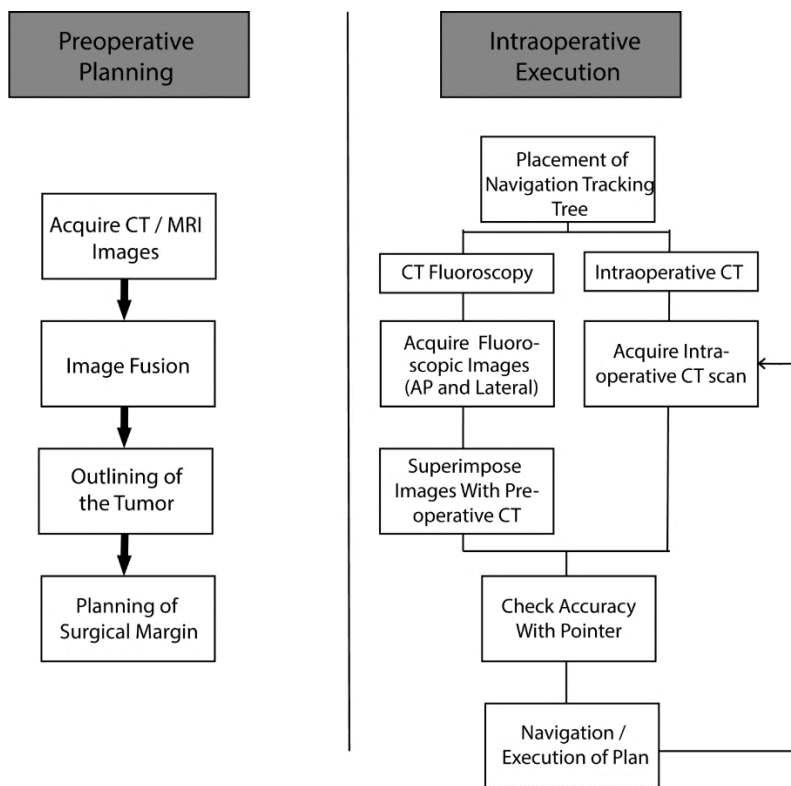 Preoperative
Planning
Acquire CT / MRI
Images
Image Fusion
Outlining of
the Tumor
Planning of
Surgical Margin
Intraoperative
Execution
Placement of
Navigation Tracking
Tree
CT Fluoroscopy
Intraoperative CT
Acquire Fluoro-
scopic Images
(AP and Lateral)
Acquire Intra-
operative CT scan
Superimpose
Images With Pre-
operative CT
Check Accuracy
With Pointer
Navigation /
Execution of Plan